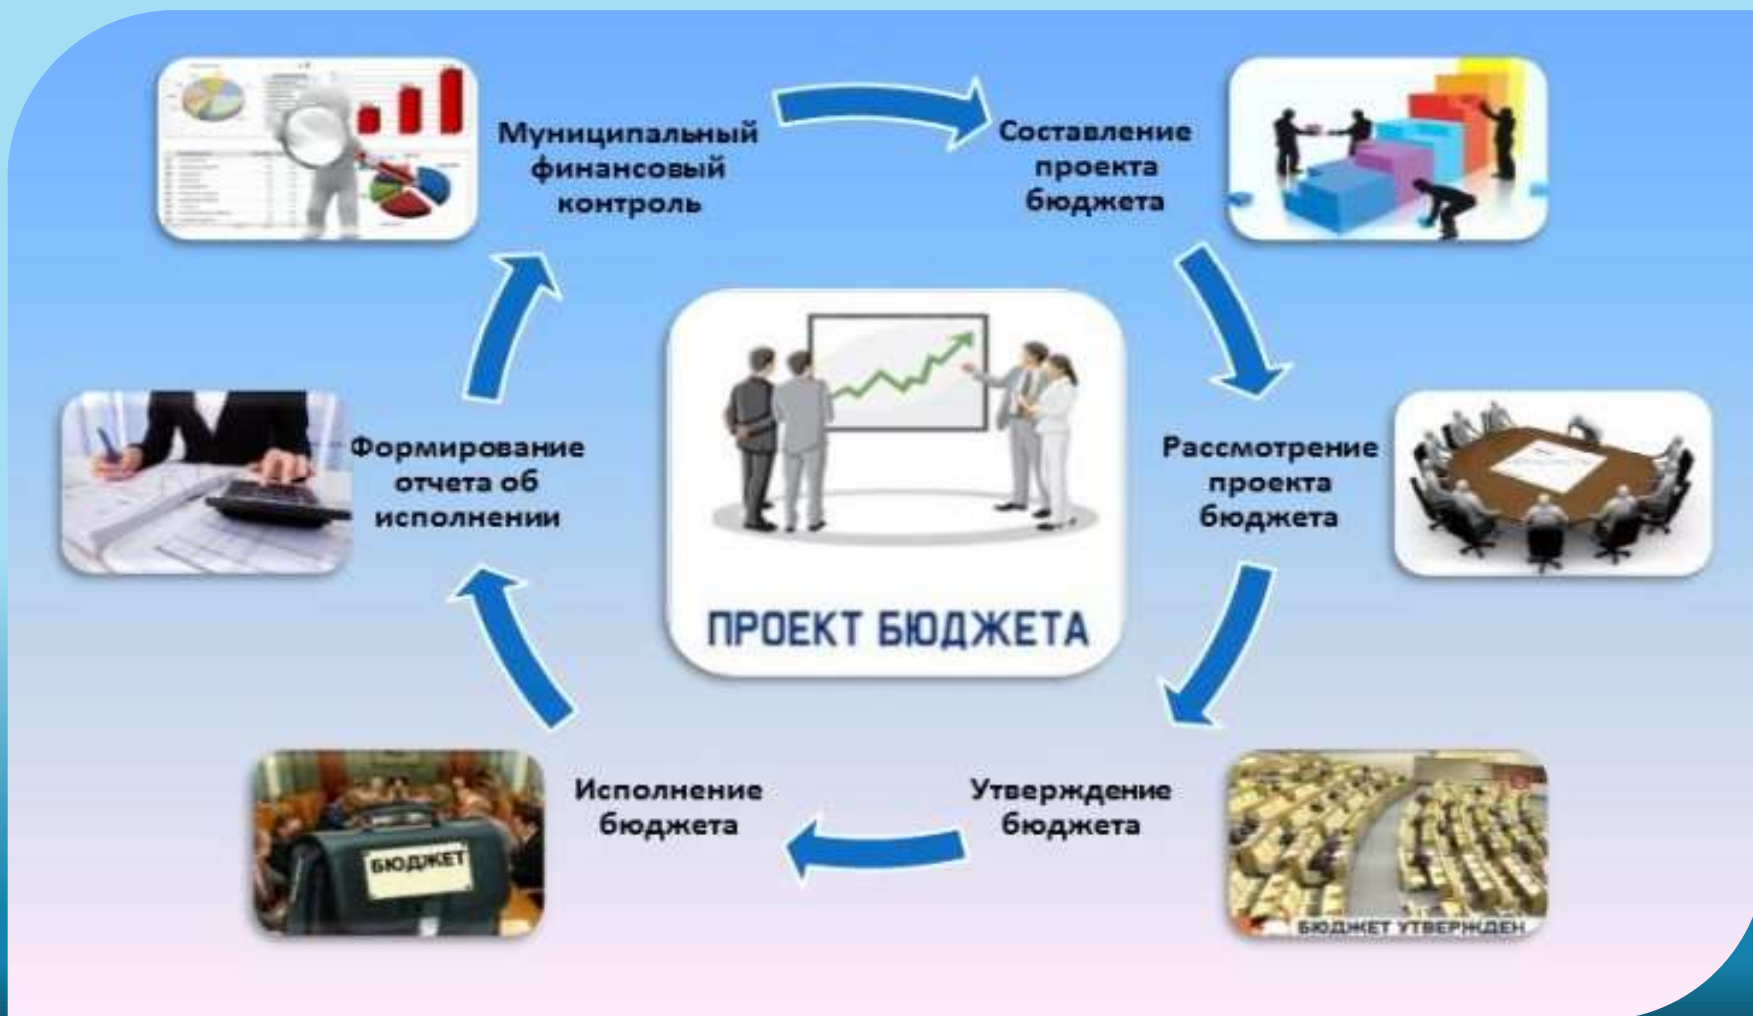 Муниципальный
финансовый
контроль
Составление
проекта
бюджета
Формирование
отчета об
исполнении
Рассмотрение
проекта
бюджета
ПРОЕКТ БЮДЖЕТА
Исполнение
бюджета
Утверждение
бюджета
БЮДЖЕТ
БЮДЖЕТ УТВЕРЖДЕН